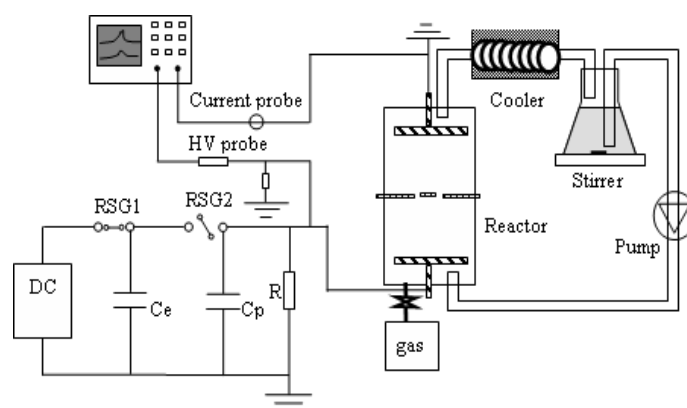 Current probe
Cooler
HV probe
Stirrer
RSG1
RSG2
Reactor
Pump
DC
Ce
Cp
R
gas